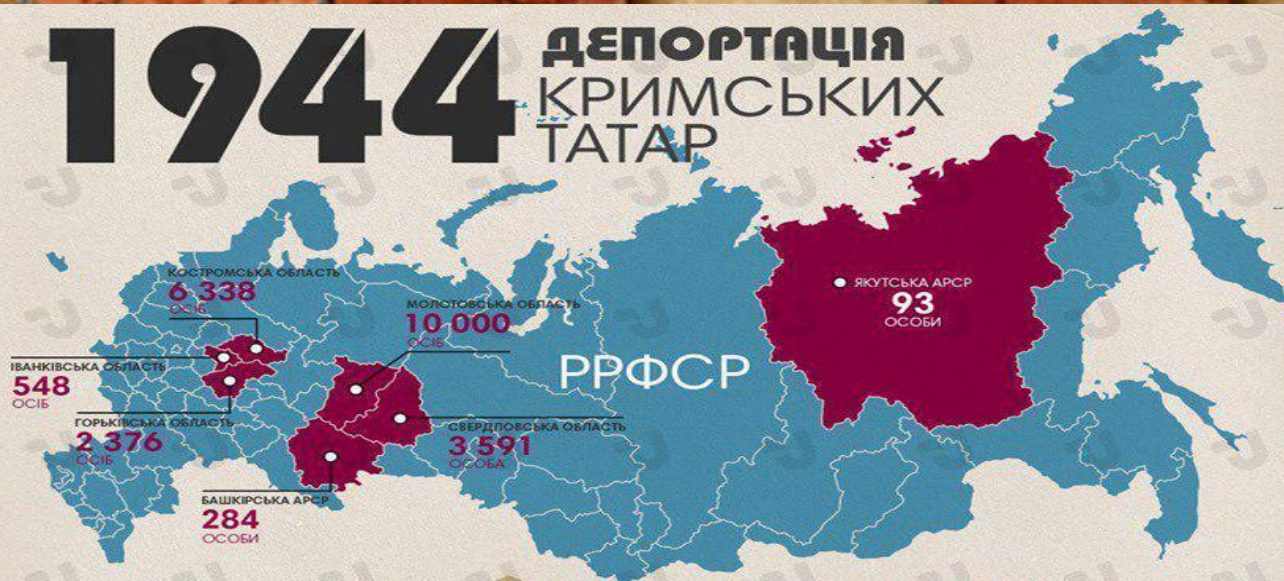 1944 ДЕПОРТАЦІЯ
КРИМСЬКИХ
ТАТАР
КОСТРОМСЬКА ОБЛАСТЬ
6 338
ОСІБ
МОЛОТОВСЬКА ОБЛАСТЬ
10 000
ОСІБ
ЯКУТСЬКА АРСР
93
ОСОБИ
РРФСР
ІВАНКІВСЬКА ОБЛАСТЬ
548
ОСІБ
ГОРЬКІВСЬКА ОБЛАСТЬ
2 376
ОСІБ
СВЕРДЛОВСЬКА ОБЛАСТЬ
3 591
ОСОБА
БАШКІРСЬКА АРСР
284
ОСОБИ